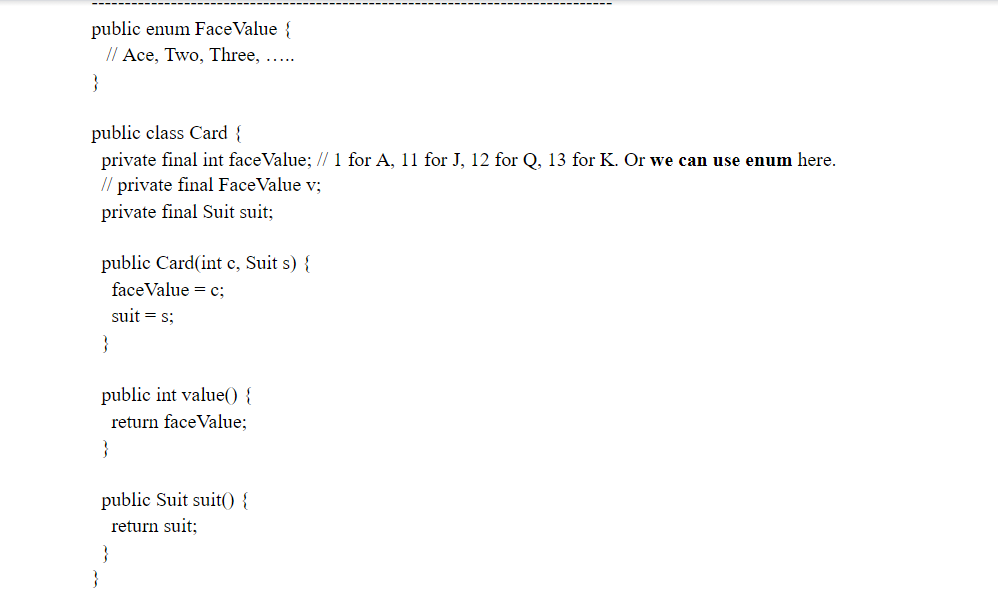 --------------------------------------------------------------------------------
public enum FaceValue {
// Ace, Two, Three, .....
}
public class Card {
private final int faceValue; // 1 for A, 11 for J, 12 for Q, 13 for K. Or we can use enum here.
// private final FaceValue v;
private final Suit suit;
public Card(int c, Suit s) {
faceValue = c;
suit = s;
}
public int value() {
return faceValue;
}
public Suit suit() {
return suit;
}
}